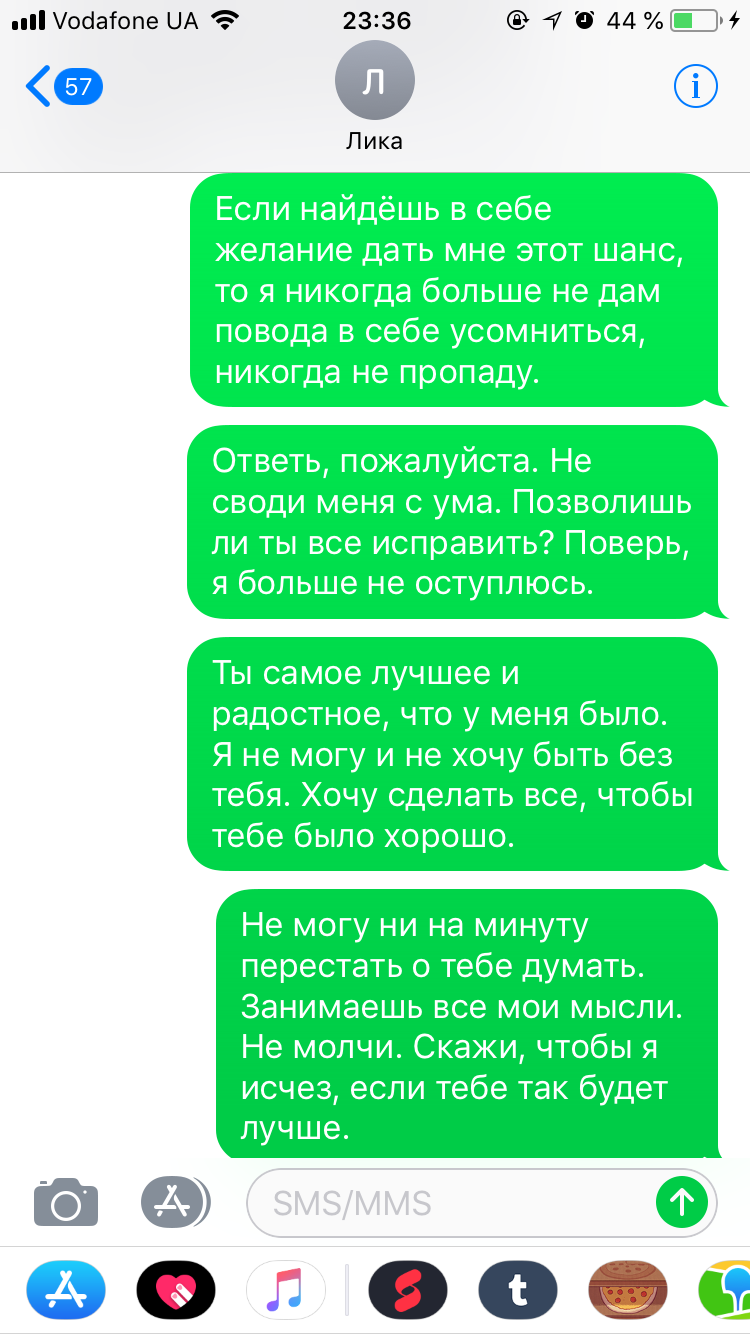 Vodafone UA 23:36 44 %
57
Л
Лика
Если найдёшь в себе
желание дать мне этот шанс,
то я никогда больше не дам
повода в себе усомниться,
никогда не пропаду.
Ответь, пожалуйста. Не
своди меня с ума. Позволишь
ли ты все исправить? Поверь,
я больше не оступлюсь.
Ты самое лучшее и
радостное, что у меня было.
Я не могу и не хочу быть без
тебя. Хочу сделать все, чтобы
тебе было хорошо.
Не могу ни на минуту
перестать о тебе думать.
Занимаешь все мои мысли.
Не молчи. Скажи, чтобы я
исчез, если тебе так будет
лучше.
SMS/MMS